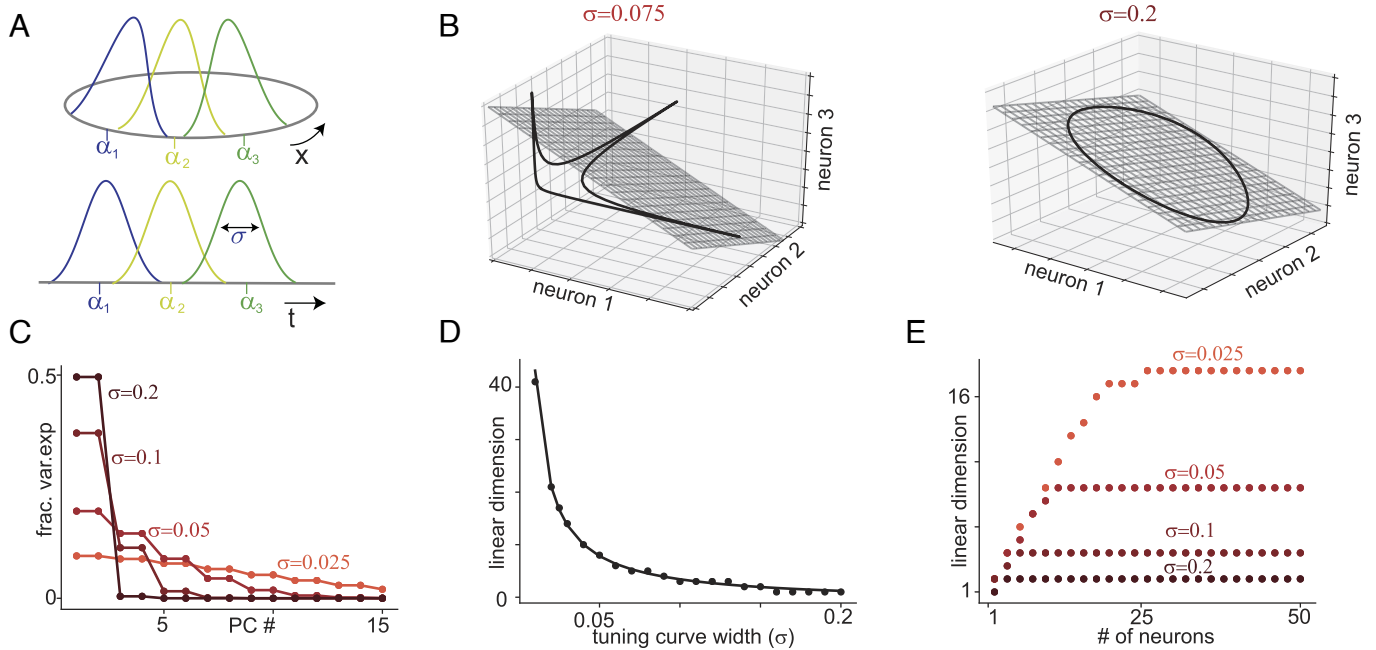 A
α1
α2
α3
x
σ
α1
α2
α3
t
B
σ=0.075
neuron 1
neuron 2
neuron 3
σ=0.2
neuron 1
neuron 2
neuron 3
C
0.5
0
frac. var.exp
σ=0.2
σ=0.1
σ=0.05
σ=0.025
5
15
PC #
D
40
0
linear dimension
0.05
0.2
tuning curve width (σ)
E
16
1
linear dimension
σ=0.025
σ=0.05
σ=0.1
σ=0.2
1
25
50
# of neurons